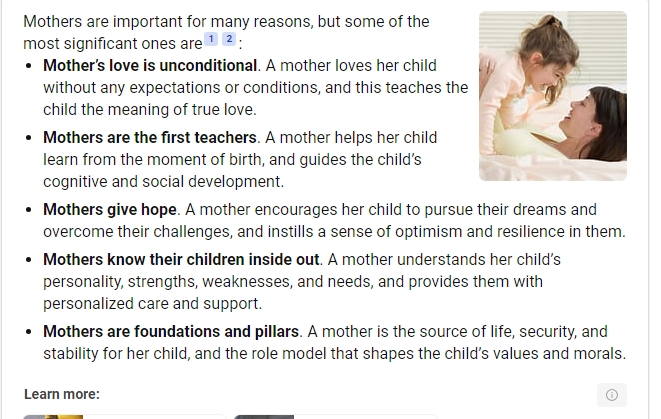 Mothers are important for many reasons, but some of the
most significant ones are 1 2 :
• Mother’s love is unconditional. A mother loves her child
without any expectations or conditions, and this teaches the
child the meaning of true love.
• Mothers are the first teachers. A mother helps her child
learn from the moment of birth, and guides the child’s
cognitive and social development.
• Mothers give hope. A mother encourages her child to pursue their dreams and
overcome their challenges, and instills a sense of optimism and resilience in them.
• Mothers know their children inside out. A mother understands her child’s
personality, strengths, weaknesses, and needs, and provides them with
personalized care and support.
• Mothers are foundations and pillars. A mother is the source of life, security, and
stability for her child, and the role model that shapes the child’s values and morals.
Learn more: